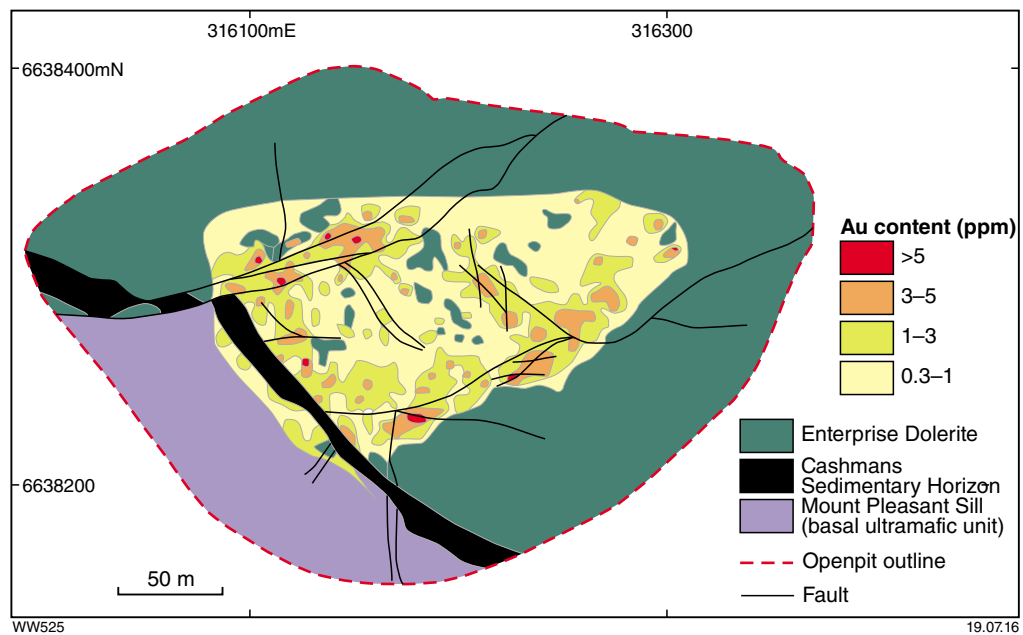 316100mE
316300
6638400mN
Au content (ppm)
>5
3–5
1–3
0.3–1
Enterprise Dolerite
Cashmans
Sedimentary Horizon
Mount Pleasant Sill
(basal ultramafic unit)
Openpit outline
Fault
6638200
50 m
WW525
19.07.16